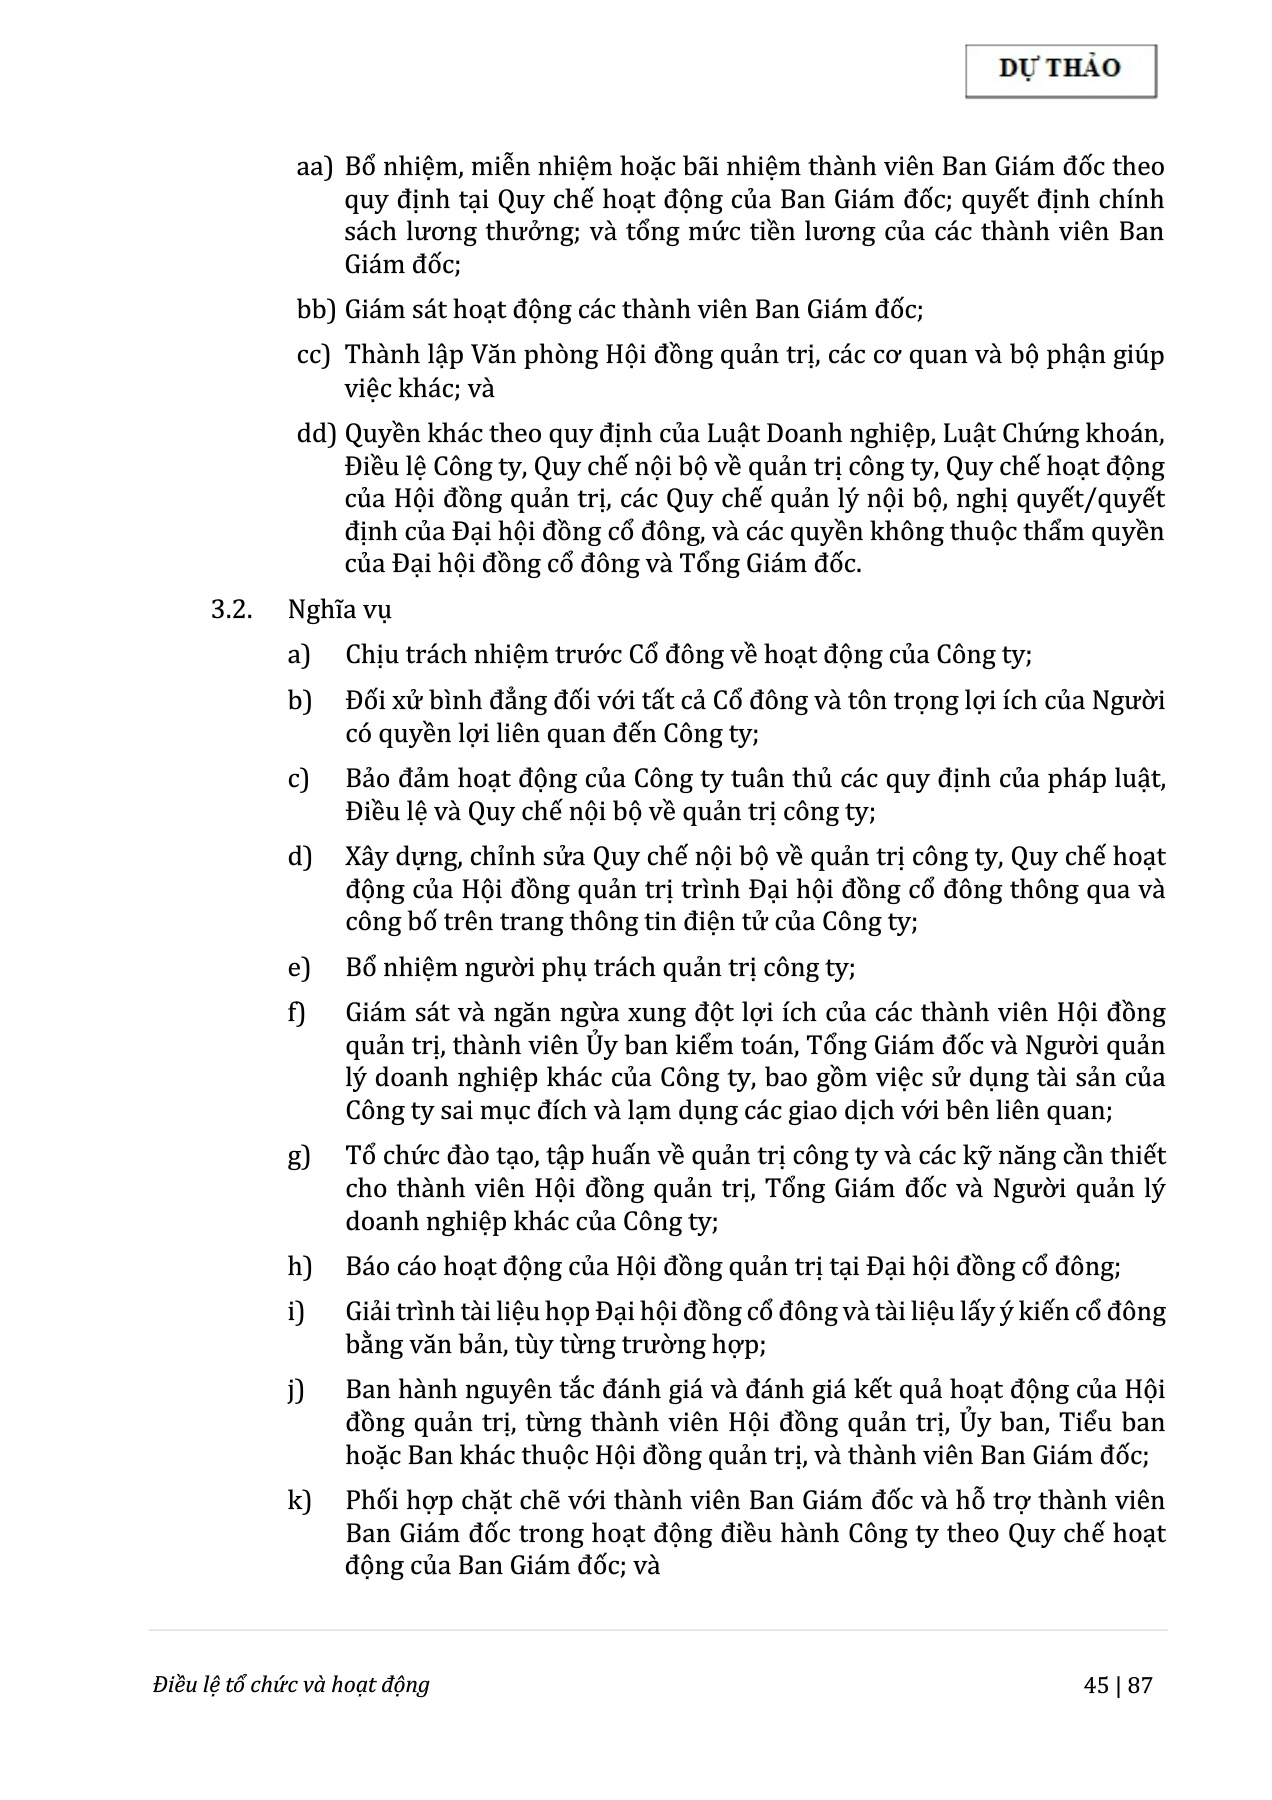 DỰ THẢO
aa) Bổ nhiệm, miễn nhiệm hoặc bãi nhiệm thành viên Ban Giám đốc theo
quy định tại Quy chế hoạt động của Ban Giám đốc; quyết định chính
sách lương thưởng; và tổng mức tiền lương của các thành viên Ban
Giám đốc;
bb) Giám sát hoạt động các thành viên Ban Giám đốc;
cc) Thành lập Văn phòng Hội đồng quản trị, các cơ quan và bộ phận giúp
việc khác; và
dd) Quyền khác theo quy định của Luật Doanh nghiệp, Luật Chứng khoán,
Điều lệ Công ty, Quy chế nội bộ về quản trị công ty, Quy chế hoạt động
của Hội đồng quản trị, các Quy chế quản lý nội bộ, nghị quyết/quyết
định của Đại hội đồng cổ đông, và các quyền không thuộc thẩm quyền
của Đại hội đồng cổ đông và Tổng Giám đốc.
3.2. Nghĩa vụ
a) Chịu trách nhiệm trước Cổ đông về hoạt động của Công ty;
b) Đối xử bình đẳng đối với tất cả Cổ đông và tôn trọng lợi ích của Người
có quyền lợi liên quan đến Công ty;
c) Bảo đảm hoạt động của Công ty tuân thủ các quy định của pháp luật,
Điều lệ và Quy chế nội bộ về quản trị công ty;
d) Xây dựng, chỉnh sửa Quy chế nội bộ về quản trị công ty, Quy chế hoạt
động của Hội đồng quản trị trình Đại hội đồng cổ đông thông qua và
công bố trên trang thông tin điện tử của Công ty;
e) Bổ nhiệm người phụ trách quản trị công ty;
f) Giám sát và ngăn ngừa xung đột lợi ích của các thành viên Hội đồng
quản trị, thành viên Ủy ban kiểm toán, Tổng Giám đốc và Người quản
lý doanh nghiệp khác của Công ty, bao gồm việc sử dụng tài sản của
Công ty sai mục đích và lạm dụng các giao dịch với bên liên quan;
g) Tổ chức đào tạo, tập huấn về quản trị công ty và các kỹ năng cần thiết
cho thành viên Hội đồng quản trị, Tổng Giám đốc và Người quản lý
doanh nghiệp khác của Công ty;
h) Báo cáo hoạt động của Hội đồng quản trị tại Đại hội đồng cổ đông;
i) Giải trình tài liệu họp Đại hội đồng cổ đông và tài liệu lấy ý kiến cổ đông
bằng văn bản, tùy từng trường hợp;
j) Ban hành nguyên tắc đánh giá và đánh giá kết quả hoạt động của Hội
đồng quản trị, từng thành viên Hội đồng quản trị, Ủy ban, Tiểu ban
hoặc Ban khác thuộc Hội đồng quản trị, và thành viên Ban Giám đốc;
k) Phối hợp chặt chẽ với thành viên Ban Giám đốc và hỗ trợ thành viên
Ban Giám đốc trong hoạt động điều hành Công ty theo Quy chế hoạt
động của Ban Giám đốc; và
Điều lệ tổ chức và hoạt động 45 | 87